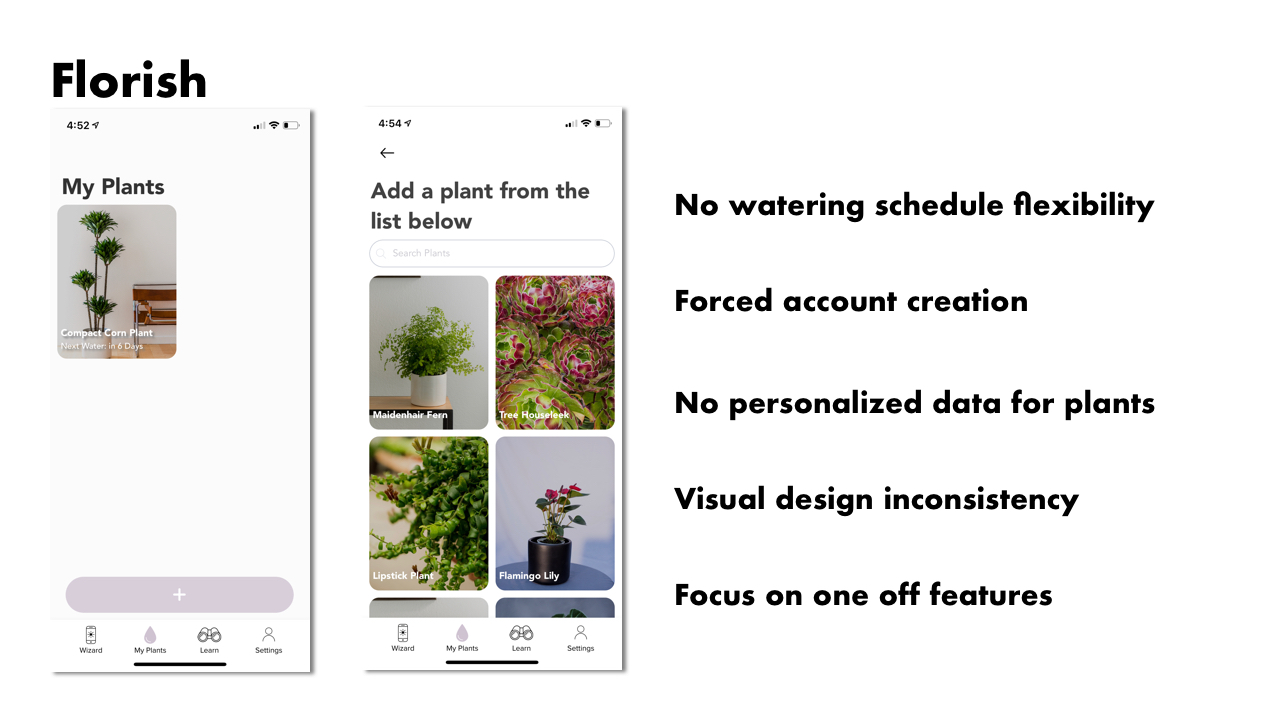 Florish
4:52
My Plants
Compact Corn Plant
Next Water: in 6 Days
+
Wizard
My Plants
Learn
Settings
4:54
Add a plant from the
list below
Search Plants
Maidenhair Fern
Tree Houseleek
Lipstick Plant
Flamingo Lily
Wizard
My Plants
Learn
Settings
No watering schedule flexibility
Forced account creation
No personalized data for plants
Visual design inconsistency
Focus on one off features